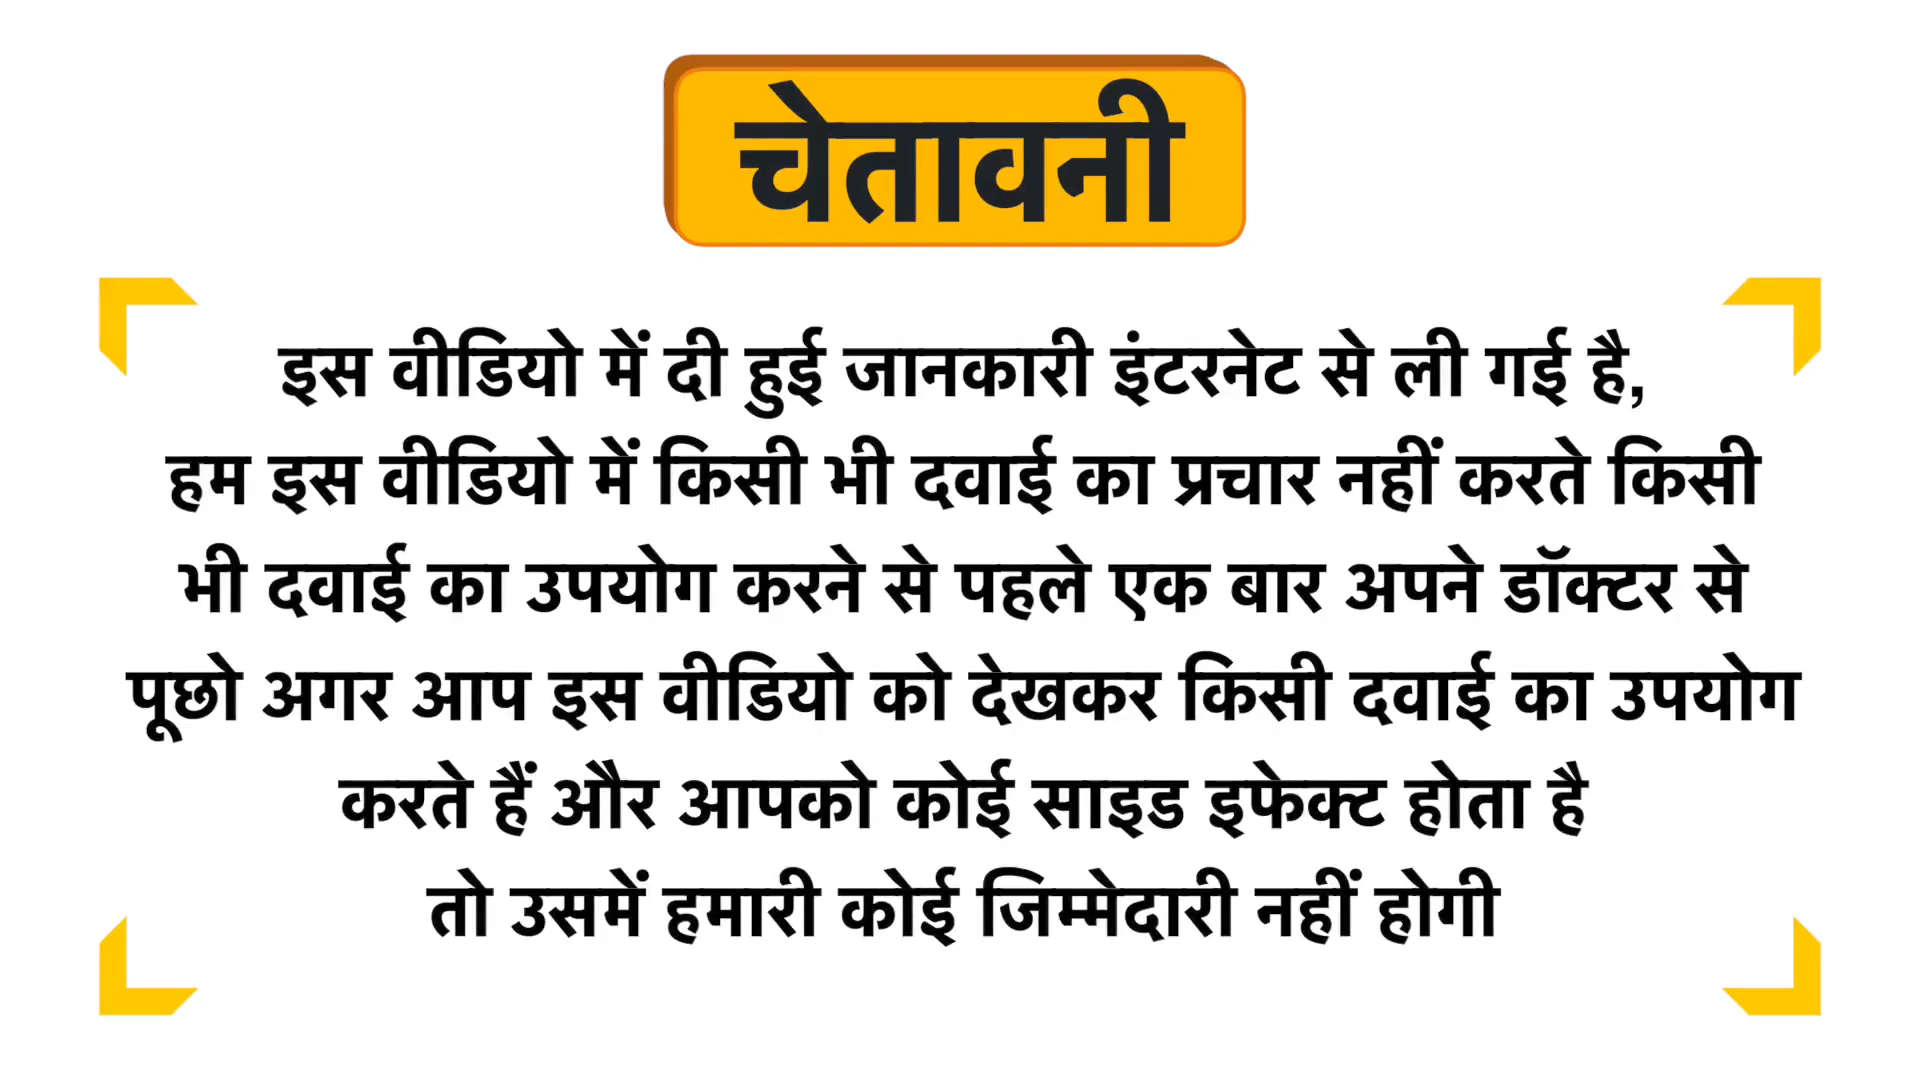 चेतावनी
इस वीडियो में दी हुई जानकारी इंटरनेट से ली गई है,
हम इस वीडियो में किसी भी दवाई का प्रचार नहीं करते किसी
भी दवाई का उपयोग करने से पहले एक बार अपने डॉक्टर से
पूछो अगर आप इस वीडियो को देखकर किसी दवाई का उपयोग
करते हैं और आपको कोई साइड इफेक्ट होता है
तो उसमें हमारी कोई जिम्मेदारी नहीं होगी